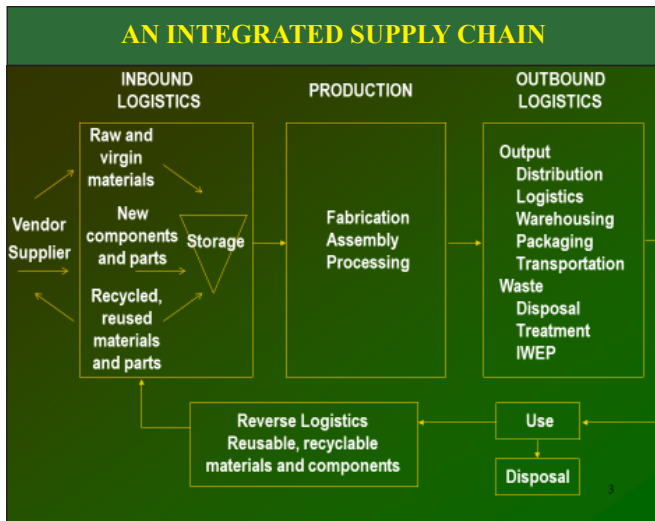 AN INTEGRATED SUPPLY CHAIN
INBOUND
LOGISTICS
PRODUCTION
OUTBOUND
LOGISTICS
Raw and
virgin
materials
New
components
and parts
Recycled,
reused
materials
and parts
Vendor
Supplier
Storage
Fabrication
Assembly
Processing
Output
Distribution
Logistics
Warehousing
Packaging
Transportation
Waste
Disposal
Treatment
IWEP
Reverse Logistics
Reusable, recyclable
materials and components
Use
Disposal
3